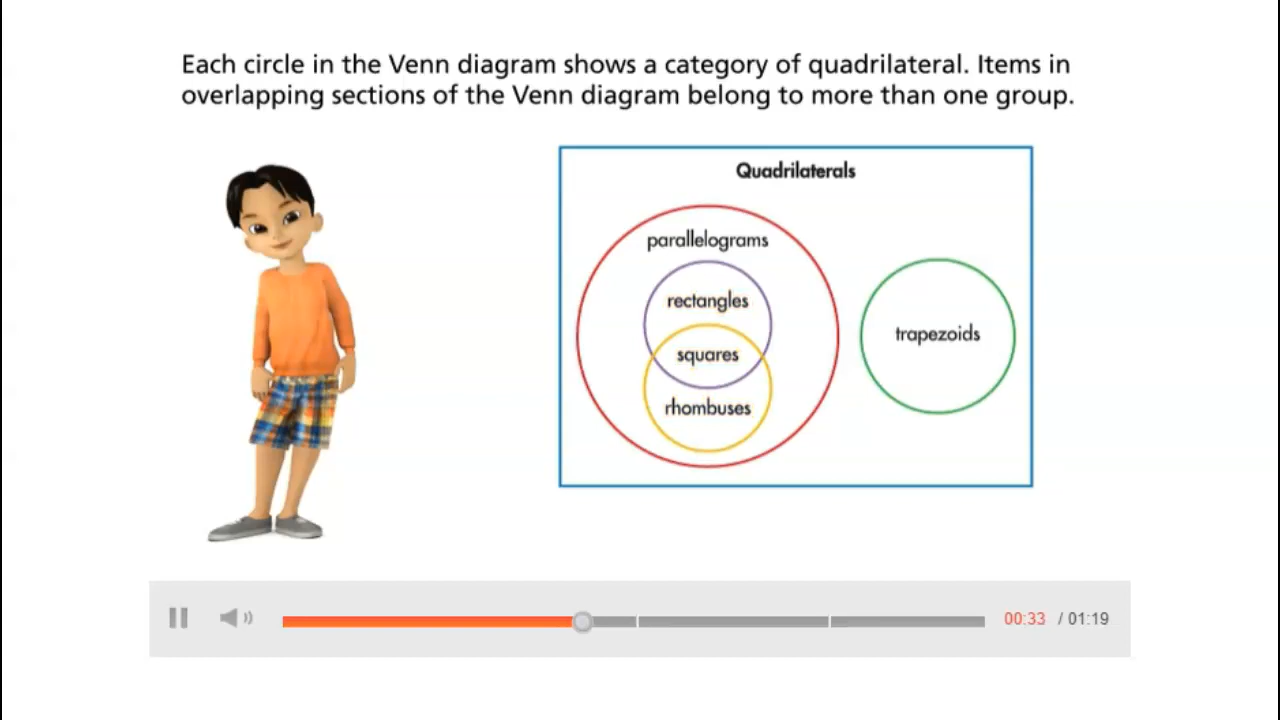 Each circle in the Venn diagram shows a category of quadrilateral. Items in
overlapping sections of the Venn diagram belong to more than one group.
Quadrilaterals
parallelograms
rectangles
squares
rhombuses
trapezoids
00:33 / 01:19